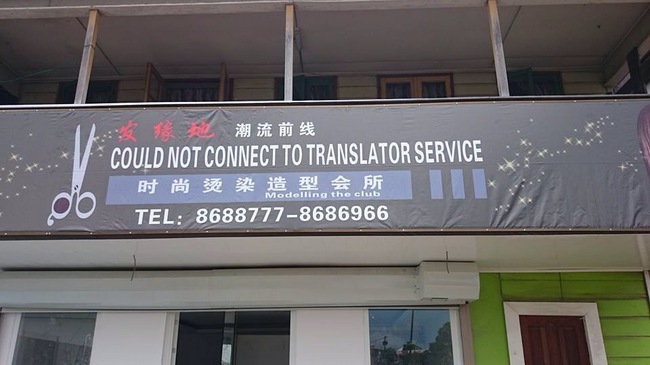 发缘地 潮流前线
COULD NOT CONNECT TO TRANSLATOR SERVICE
时尚烫染造型会所
Modelling the club
TEL: 8688777-8686966